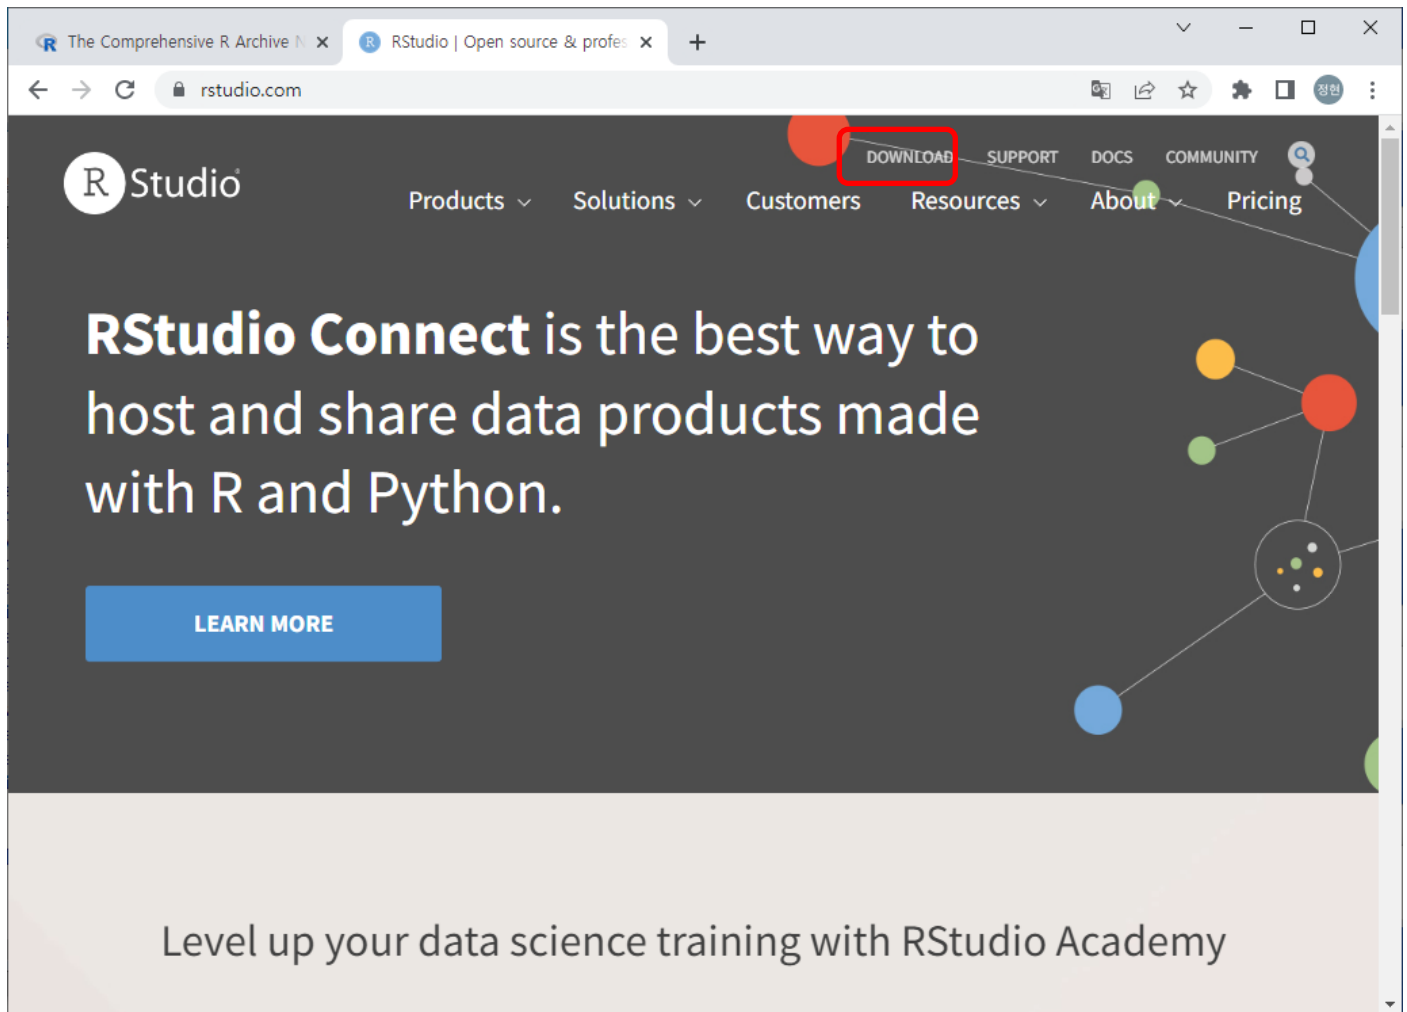 The Comprehensive R Archive N
RStudio | Open source & profes
rstudio.com
정현
DOWNLOAD SUPPORT DOCS COMMUNITY
R Studio
Products Solutions Customers Resources About Pricing
RStudio Connect is the best way to
host and share data products made
with R and Python.
LEARN MORE
Level up your data science training with RStudio Academy